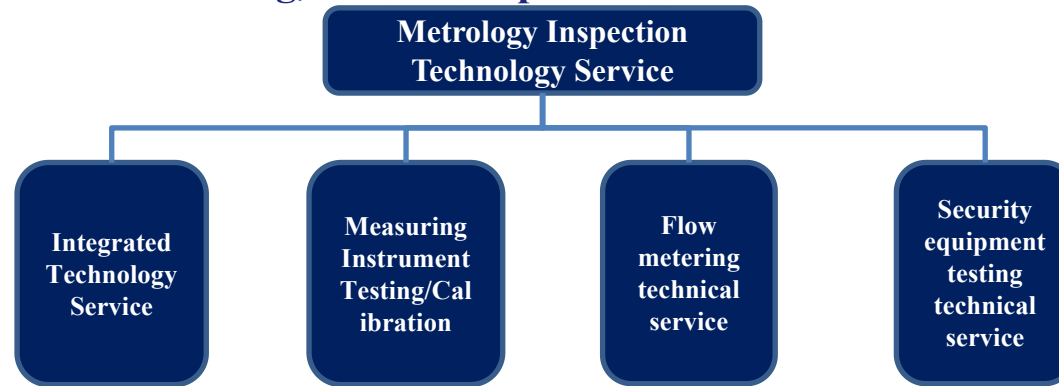 Metrology Inspection
Technology Service
Integrated
Technology
Service
Measuring
Instrument
Testing/Cal
ibration
Flow
metering
technical
service
Security
equipment
testing
technical
service